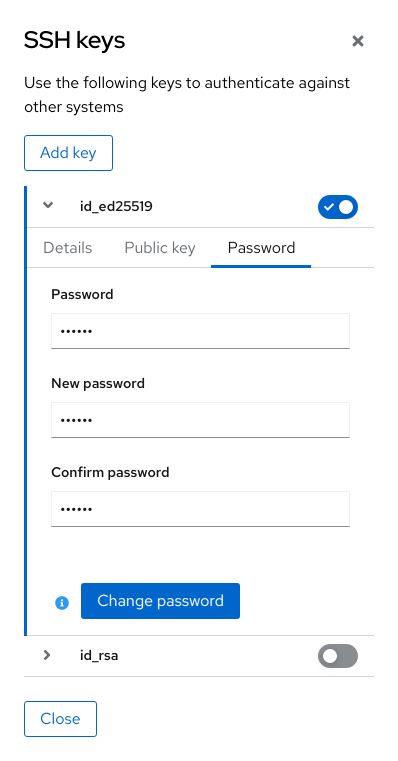 SSH keys
Use the following keys to authenticate against
other systems
Add key
id_ed25519
Details Public key Password
Password
••••••
New password
••••••
Confirm password
••••••
Change password
id_rsa
Close